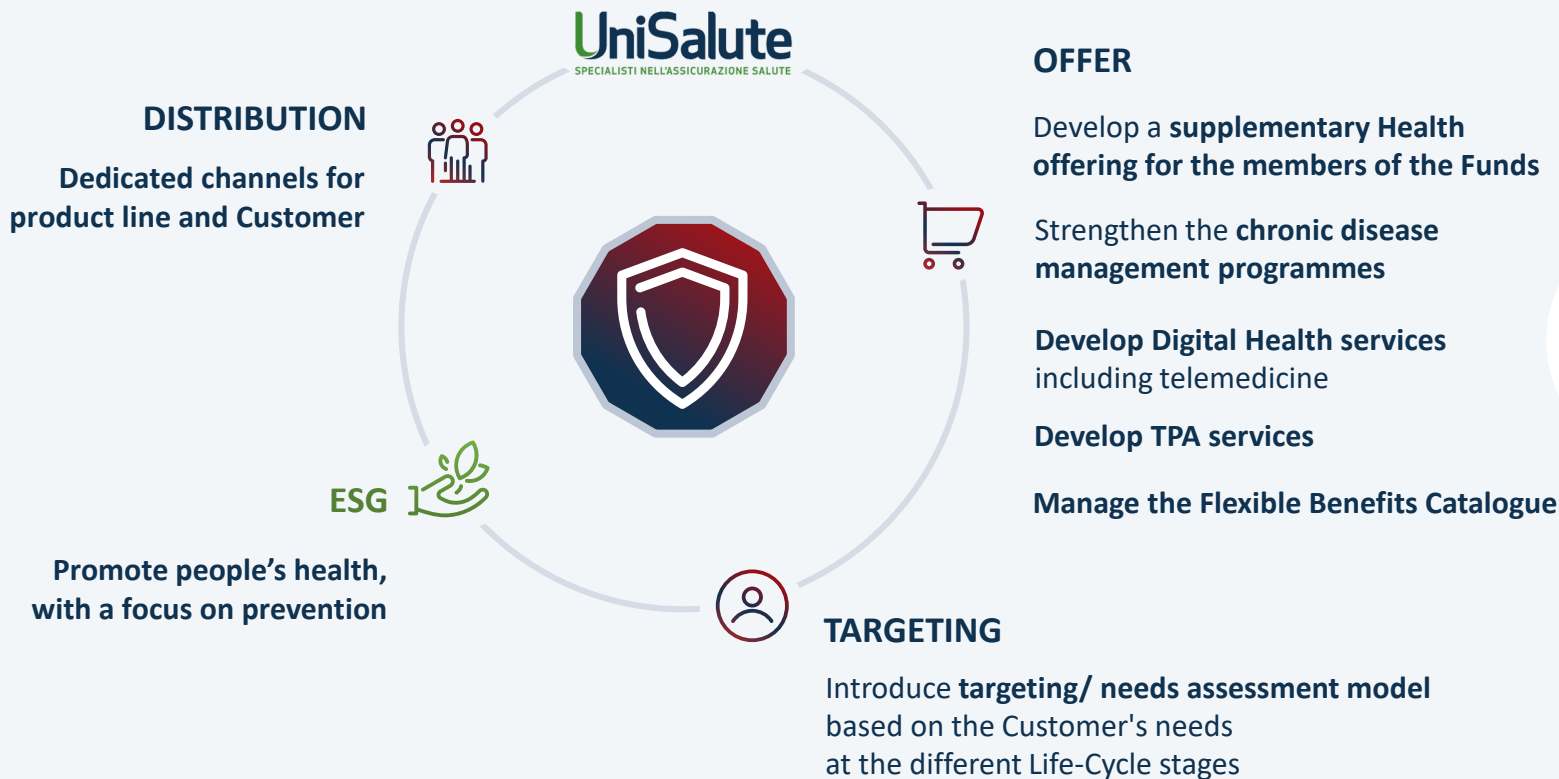 UniSalute
SPECIALISTI NELL'ASSICURAZIONE SALUTE
DISTRIBUTION
Dedicated channels for
product line and Customer
OFFER
Develop a supplementary Health
offering for the members of the Funds
Strengthen the chronic disease
management programmes
Develop Digital Health services
including telemedicine
Develop TPA services
Manage the Flexible Benefits Catalogue
ESG
Promote people’s health,
with a focus on prevention
TARGETING
Introduce targeting/ needs assessment model
based on the Customer's needs
at the different Life-Cycle stages